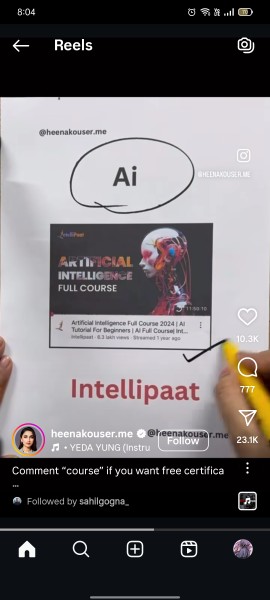 8:04
Reels
@heenakouser.me
Ai
@HEENAKOUSER.ME
Intellipaat
ARTIFICIAL
INTELLIGENCE
FULL COURSE
11:00:10
Artificial Intelligence Full Course 2024 | Ai
Tutorial For Beginners | Ai Full Course| Int...
Intellipaat · 6.3 lakh views · Streamed 1 year ago
10.3K
777
Intellipaat
23.1K
heenakouser.me
@heenakouser.me
Follow
• YEDA YUNG (Instru
Comment “course” if you want free certifica
...
Followed by sahilgogna_